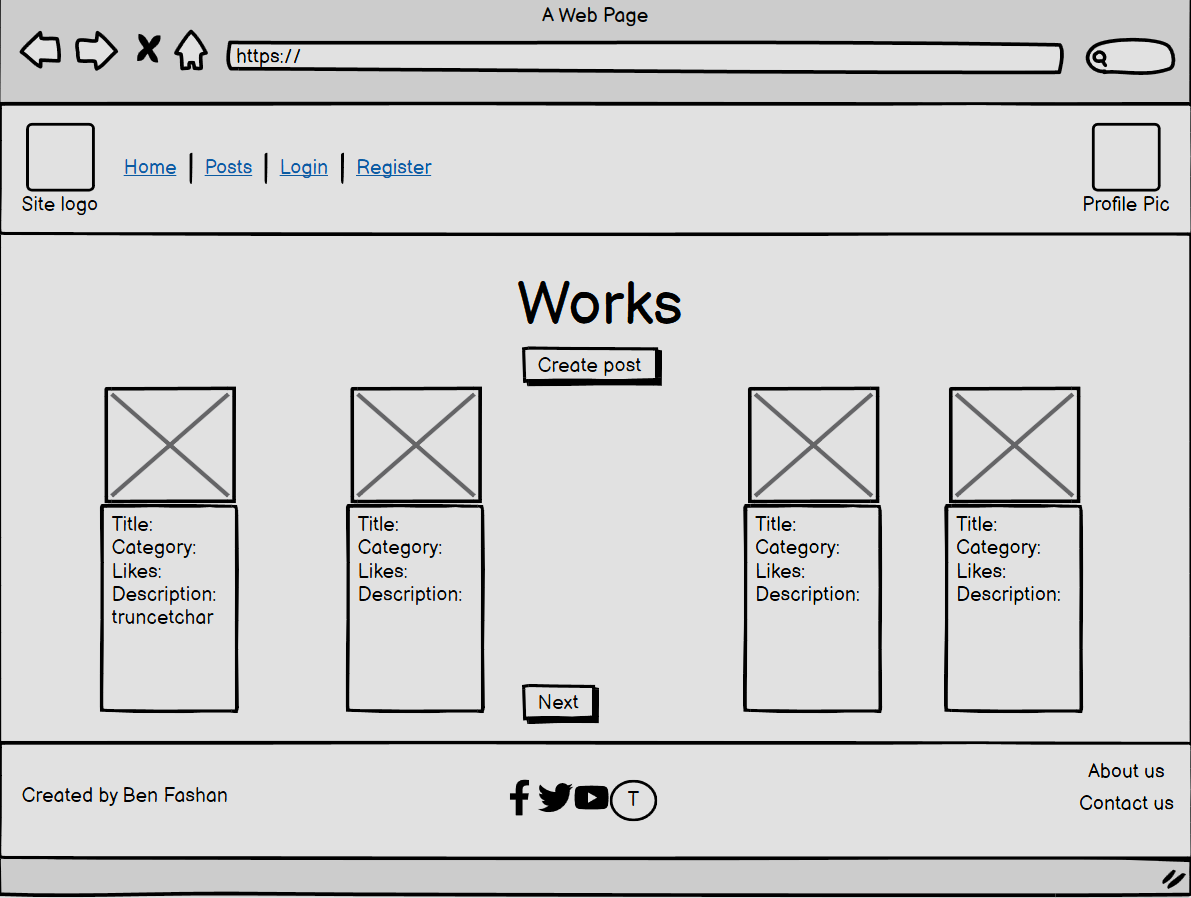 A Web Page
https://
Home | Posts | Login | Register
Site logo
Profile Pic
Works
Create post
Title:
Category:
Likes:
Description:
truncetchar
Title:
Category:
Likes:
Description:
Title:
Category:
Likes:
Description:
Title:
Category:
Likes:
Description:
Next
Created by Ben Fashan
T
About us
Contact us